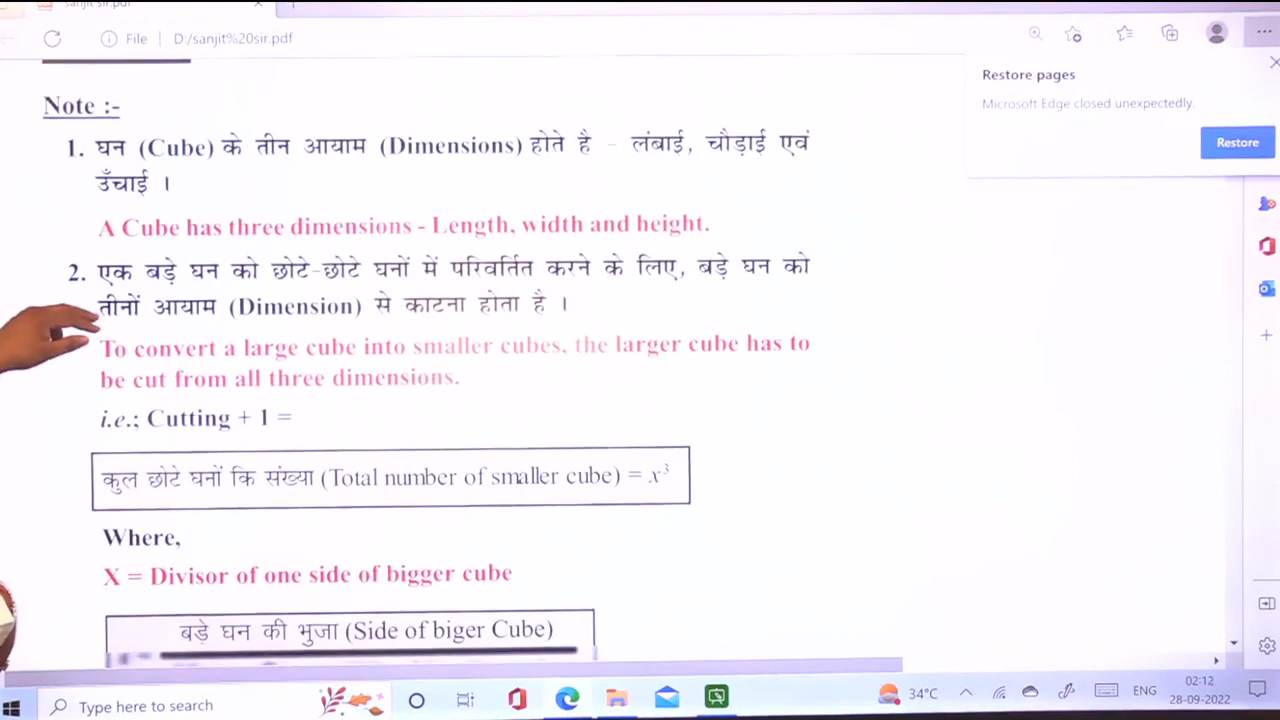 sanjit sir.pdf
File | D:/sanjit%20sir.pdf
Restore pages
Microsoft Edge closed unexpectedly.
Restore
Note :-
1. घन (Cube) के तीन आयाम (Dimensions) होते है - लंबाई, चौड़ाई एवं
उँचाई ।
A Cube has three dimensions - Length, width and height.
2. एक बड़े घन को छोटे-छोटे घनों में परिवर्तित करने के लिए, बड़े घन को
तीनों आयाम (Dimension) से काटना होता है ।
To convert a large cube into smaller cubes, the larger cube has to
be cut from all three dimensions.
i.e.; Cutting + 1 =
कुल छोटे घनों कि संख्या (Total number of smaller cube) = x³
Where,
X = Divisor of one side of bigger cube
बड़े घन की भुजा (Side of biger Cube)
Type here to search
34°C
ENG
02:12
28-09-2022